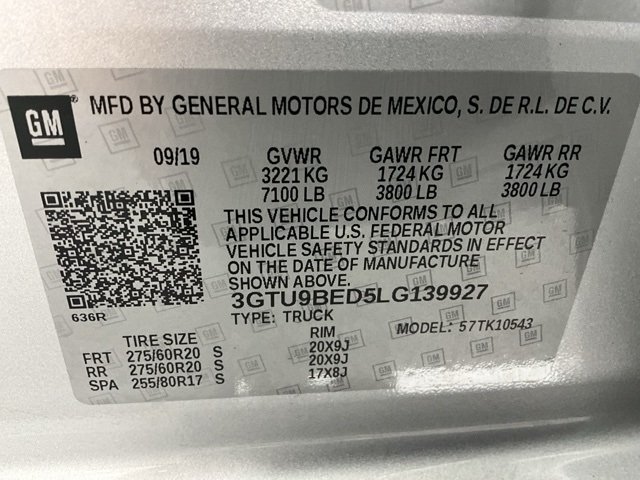 GM® MFD BY GENERAL MOTORS DE MEXICO, S. DE R.L. DE C.V.
09/19 GVWR GAWR FRT GAWR RR
3221 KG 1724 KG 1724 KG
7100 LB 3800 LB 3800 LB
THIS VEHICLE CONFORMS TO ALL
APPLICABLE U.S. FEDERAL MOTOR
VEHICLE SAFETY STANDARDS IN EFFECT
ON THE DATE OF MANUFACTURE
SHOWN ABOVE.
3GTU9BED5LG139927
636R TYPE: TRUCK MODEL: 57TK10543
TIRE SIZE RIM
FRT 275/60R20 S 20X9J
RR 275/60R20 S 20X9J
SPA 255/80R17 S 17X8J